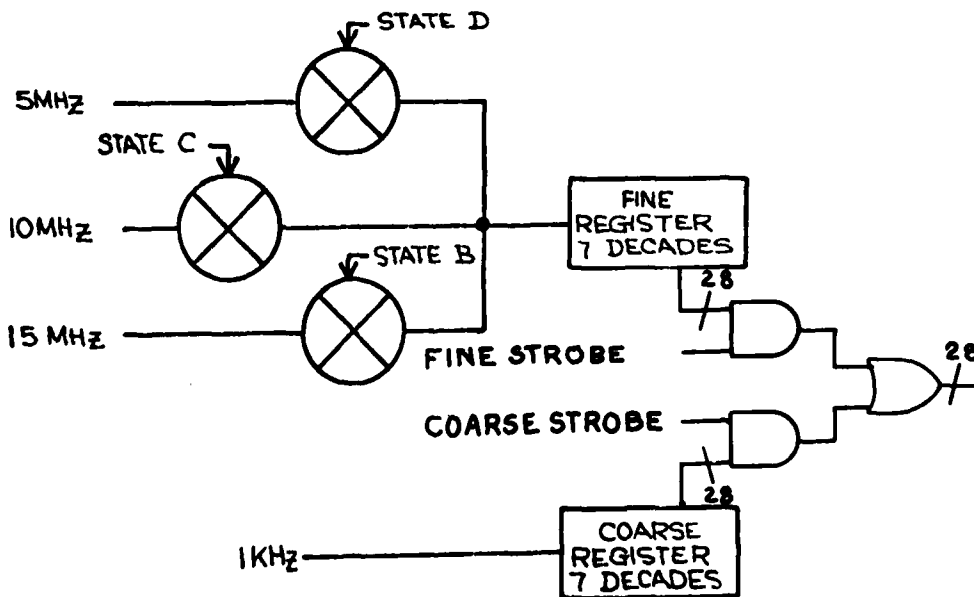 STATE D
5MHZ
STATE C
10MHZ
FINE
REGISTER
7 DECADES
STATE B
28
15 MHZ
FINE STROBE
28
COARSE STROBE
28
COARSE
REGISTER
7 DECADES
1KHZ